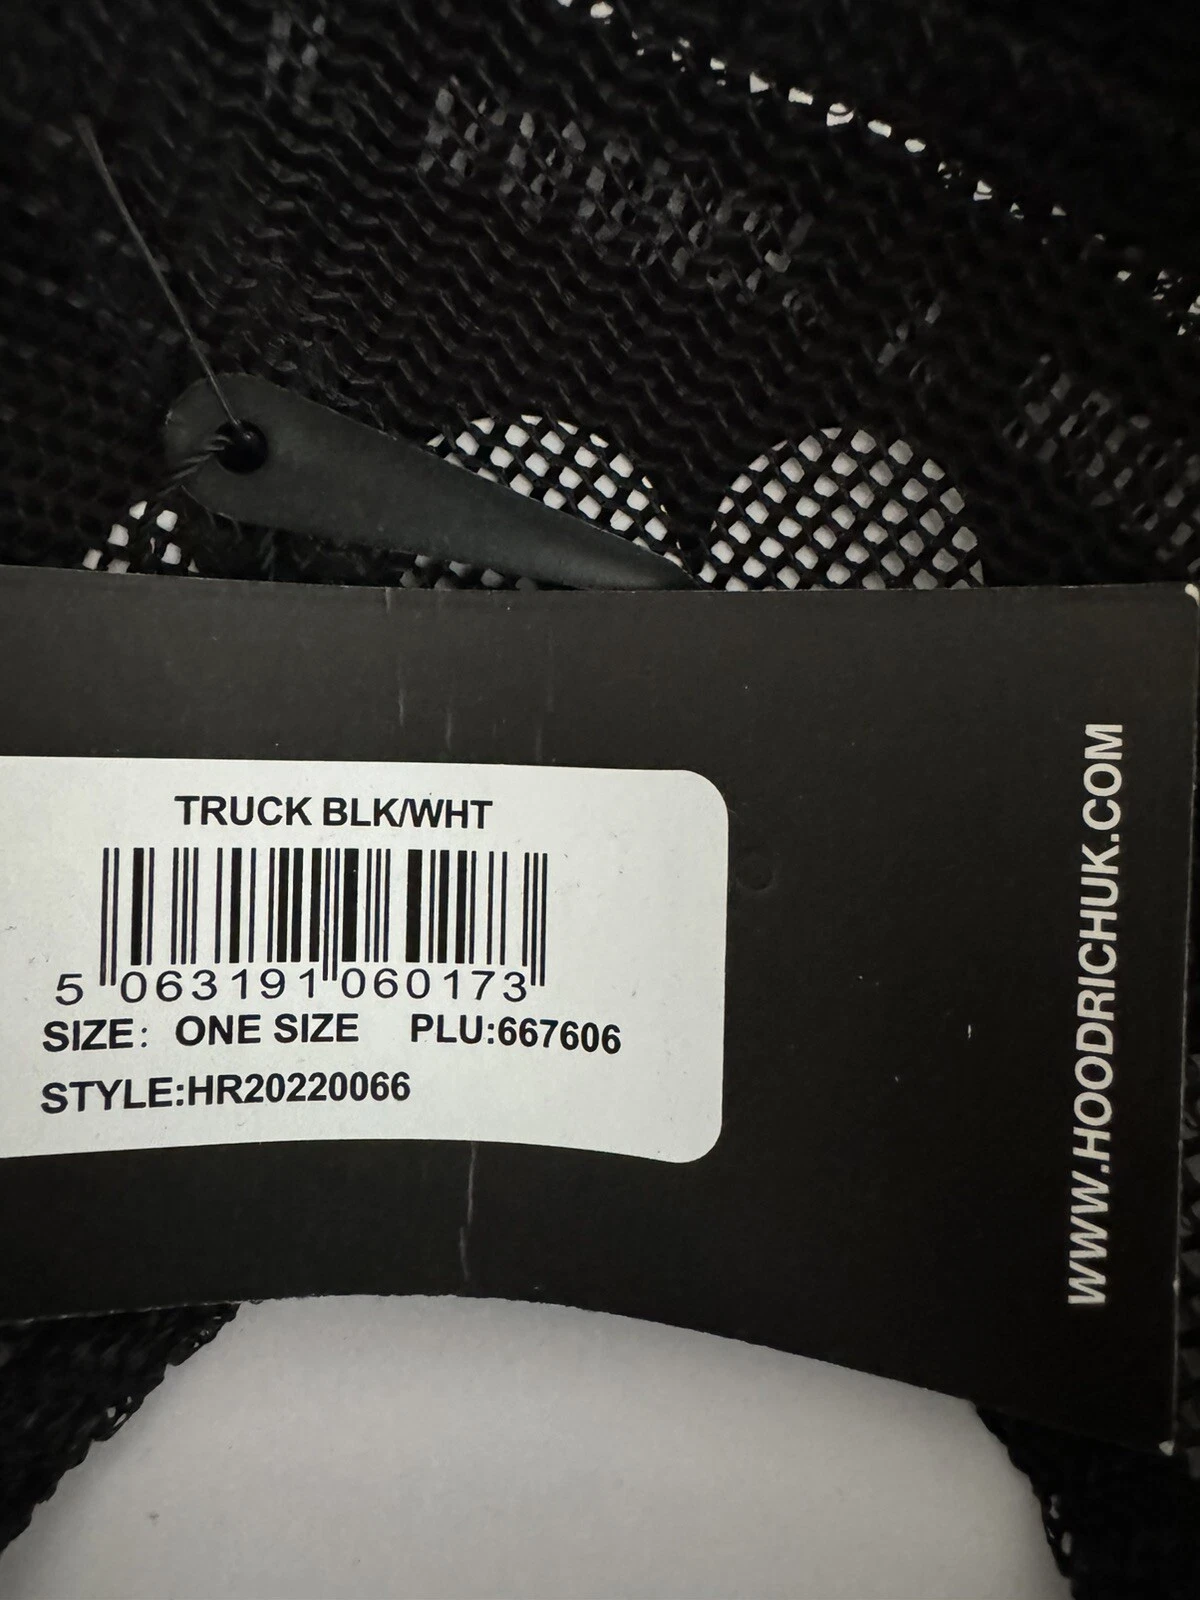 TRUCK BLK/WHT
5 063191 060173
SIZE: ONE SIZE PLU:667606
STYLE:HR20220066
WWW.HOODRICHUK.COM